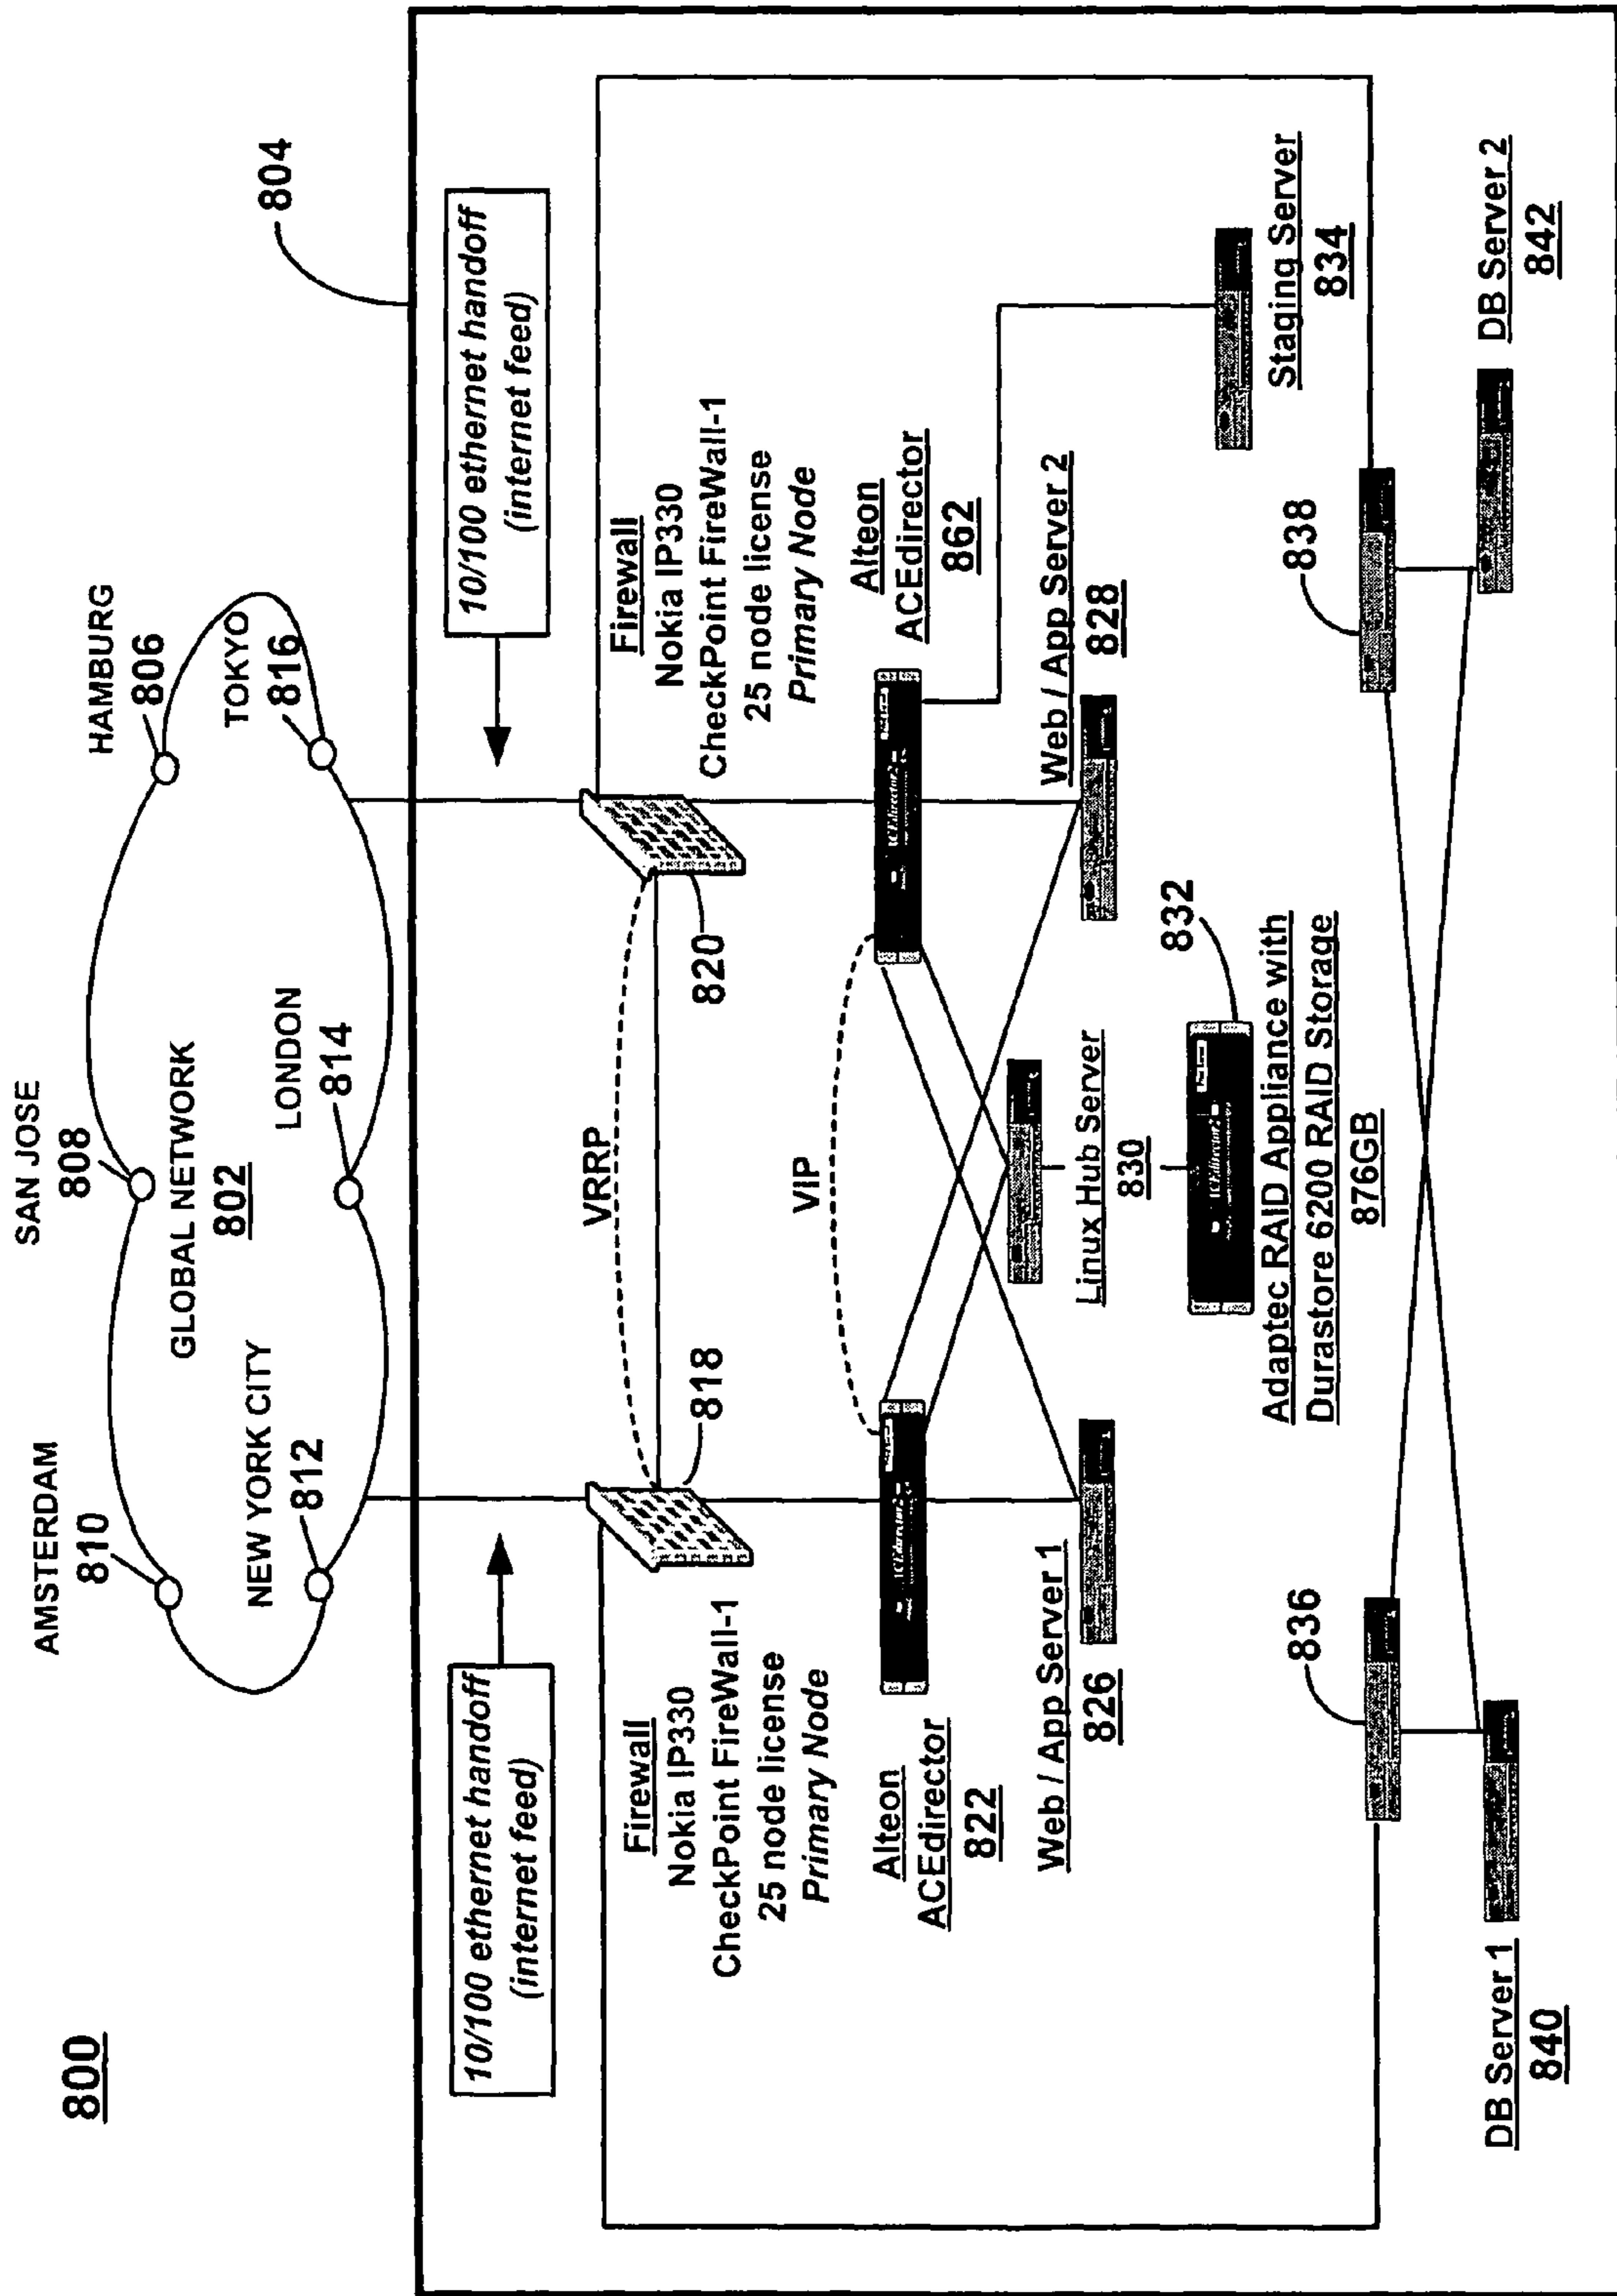 800
AMSTERDAM
810
SAN JOSE
808
HAMBURG
806
GLOBAL NETWORK
802
NEW YORK CITY
812
LONDON
814
TOKYO
816
804
10/100 ethernet handoff
(internet feed)
10/100 ethernet handoff
(internet feed)
VRRP
Firewall
Nokia IP330
CheckPoint FireWall-1
25 node license
Primary Node
818
820
Firewall
Nokia IP330
CheckPoint FireWall-1
25 node license
Primary Node
VIP
Alteon
ACEdirector
822
Alteon
ACEdirector
862
Web / App Server 1
826
Web / App Server 2
828
Linux Hub Server
830
832
Adaptec RAID Appliance with
Durastore 6200 RAID Storage
876GB
Staging Server
834
836
838
DB Server 1
840
DB Server 2
842